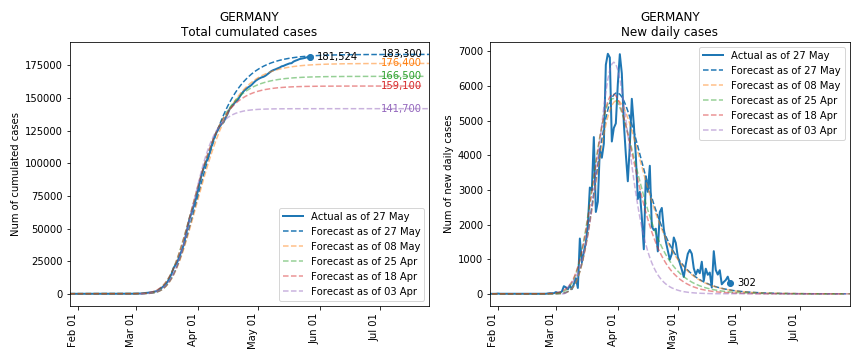 GERMANY
Total cumulated cases
Num of cumulated cases
175000
150000
125000
100000
75000
50000
25000
0
183,300
181,524
176,400
166,500
159,100
141,700
Actual as of 27 May
Forecast as of 27 May
Forecast as of 08 May
Forecast as of 25 Apr
Forecast as of 18 Apr
Forecast as of 03 Apr
Feb 01
Mar 01
Apr 01
May 01
Jun 01
Jul 01
GERMANY
New daily cases
Num of new daily cases
7000
6000
5000
4000
3000
2000
1000
0
Actual as of 27 May
Forecast as of 27 May
Forecast as of 08 May
Forecast as of 25 Apr
Forecast as of 18 Apr
Forecast as of 03 Apr
302
Feb 01
Mar 01
Apr 01
May 01
Jun 01
Jul 01